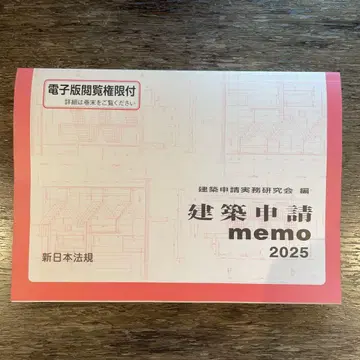 電子版閲覧権限付
詳細は巻末をご覧ください
建築申請実務研究会 編
建築申請
memo
2025
新日本法規